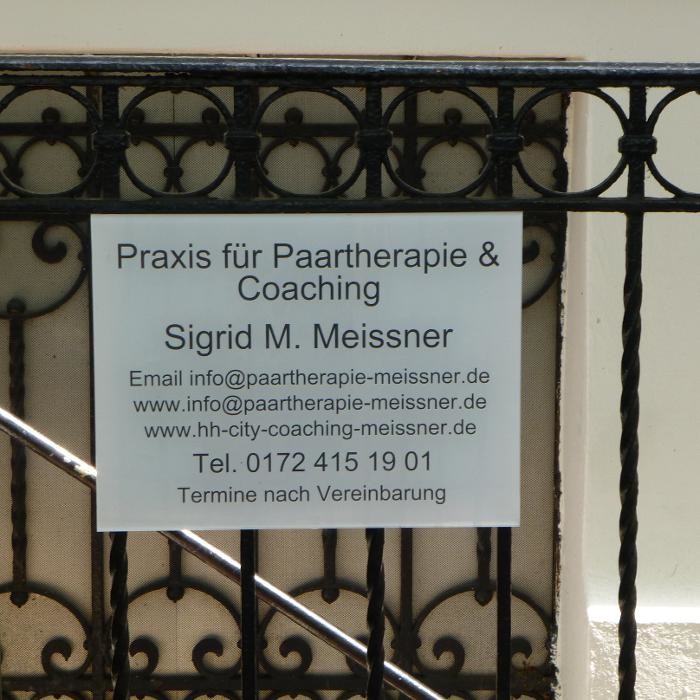 Praxis für Paartherapie &
Coaching
Sigrid M. Meissner
Email info@paartherapie-meissner.de
www.info@paartherapie-meissner.de
www.hh-city-coaching-meissner.de
Tel. 0172 415 19 01
Termine nach Vereinbarung